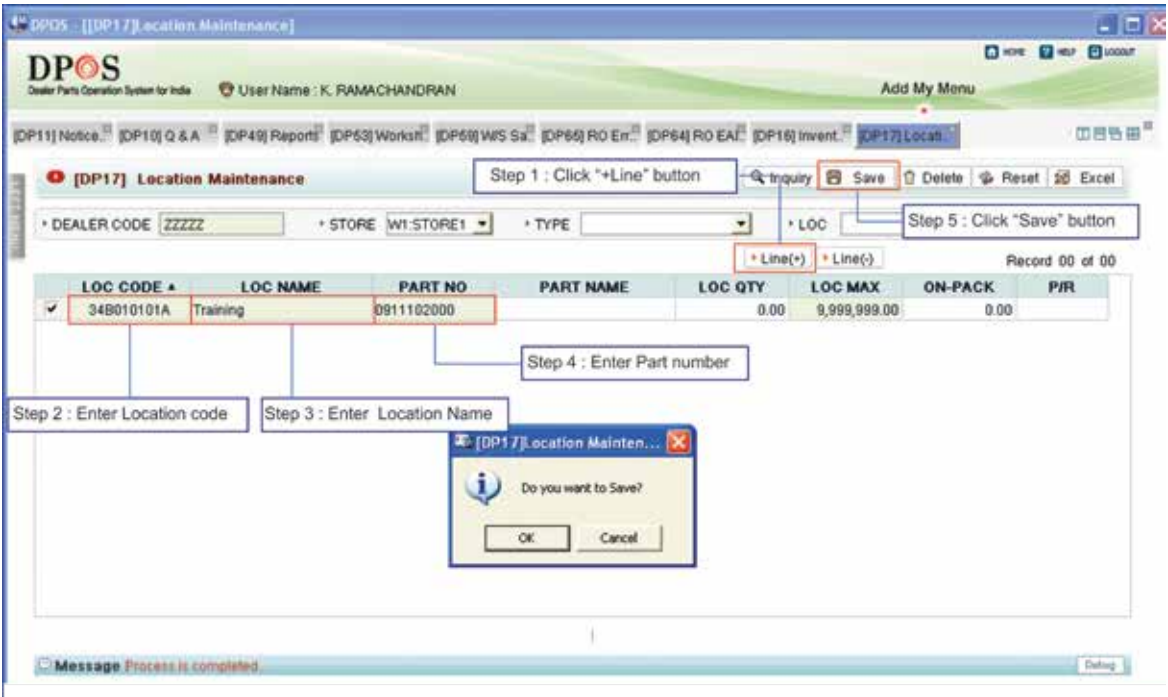 DPOS - [[DP17]Location Maintenance]
HOME HELP LOGOUT
DPOS
Dealer Parts Operation System for India
User Name : K. RAMACHANDRAN
Add My Menu
[DP11] Notice. [DP10] Q & A [DP49] Reports [DP63] Worksh [DP69] W/S Sa. [DP65] RO Err. [DP64] RO EAI [DP16] Invent. [DP17] Locati.
[DP17] Location Maintenance
Step 1 : Click "+Line" button
Inquiry Save Delete Reset Excel
DEALER CODE ZZZZZ STORE W1:STORE1 TYPE LOC
Step 5 : Click "Save" button
Line(+) Line(-) Record 00 of 00
LOC CODE LOC NAME PART NO PART NAME LOC QTY LOC MAX ON-PACK P/R
34B010101A Training 0911102000 0.00 9,999,999.00 0.00
Step 4 : Enter Part number
Step 2 : Enter Location code
Step 3 : Enter Location Name
[DP17]Location Mainten...
Do you want to Save?
OK Cancel
Message Process is completed.
Debug